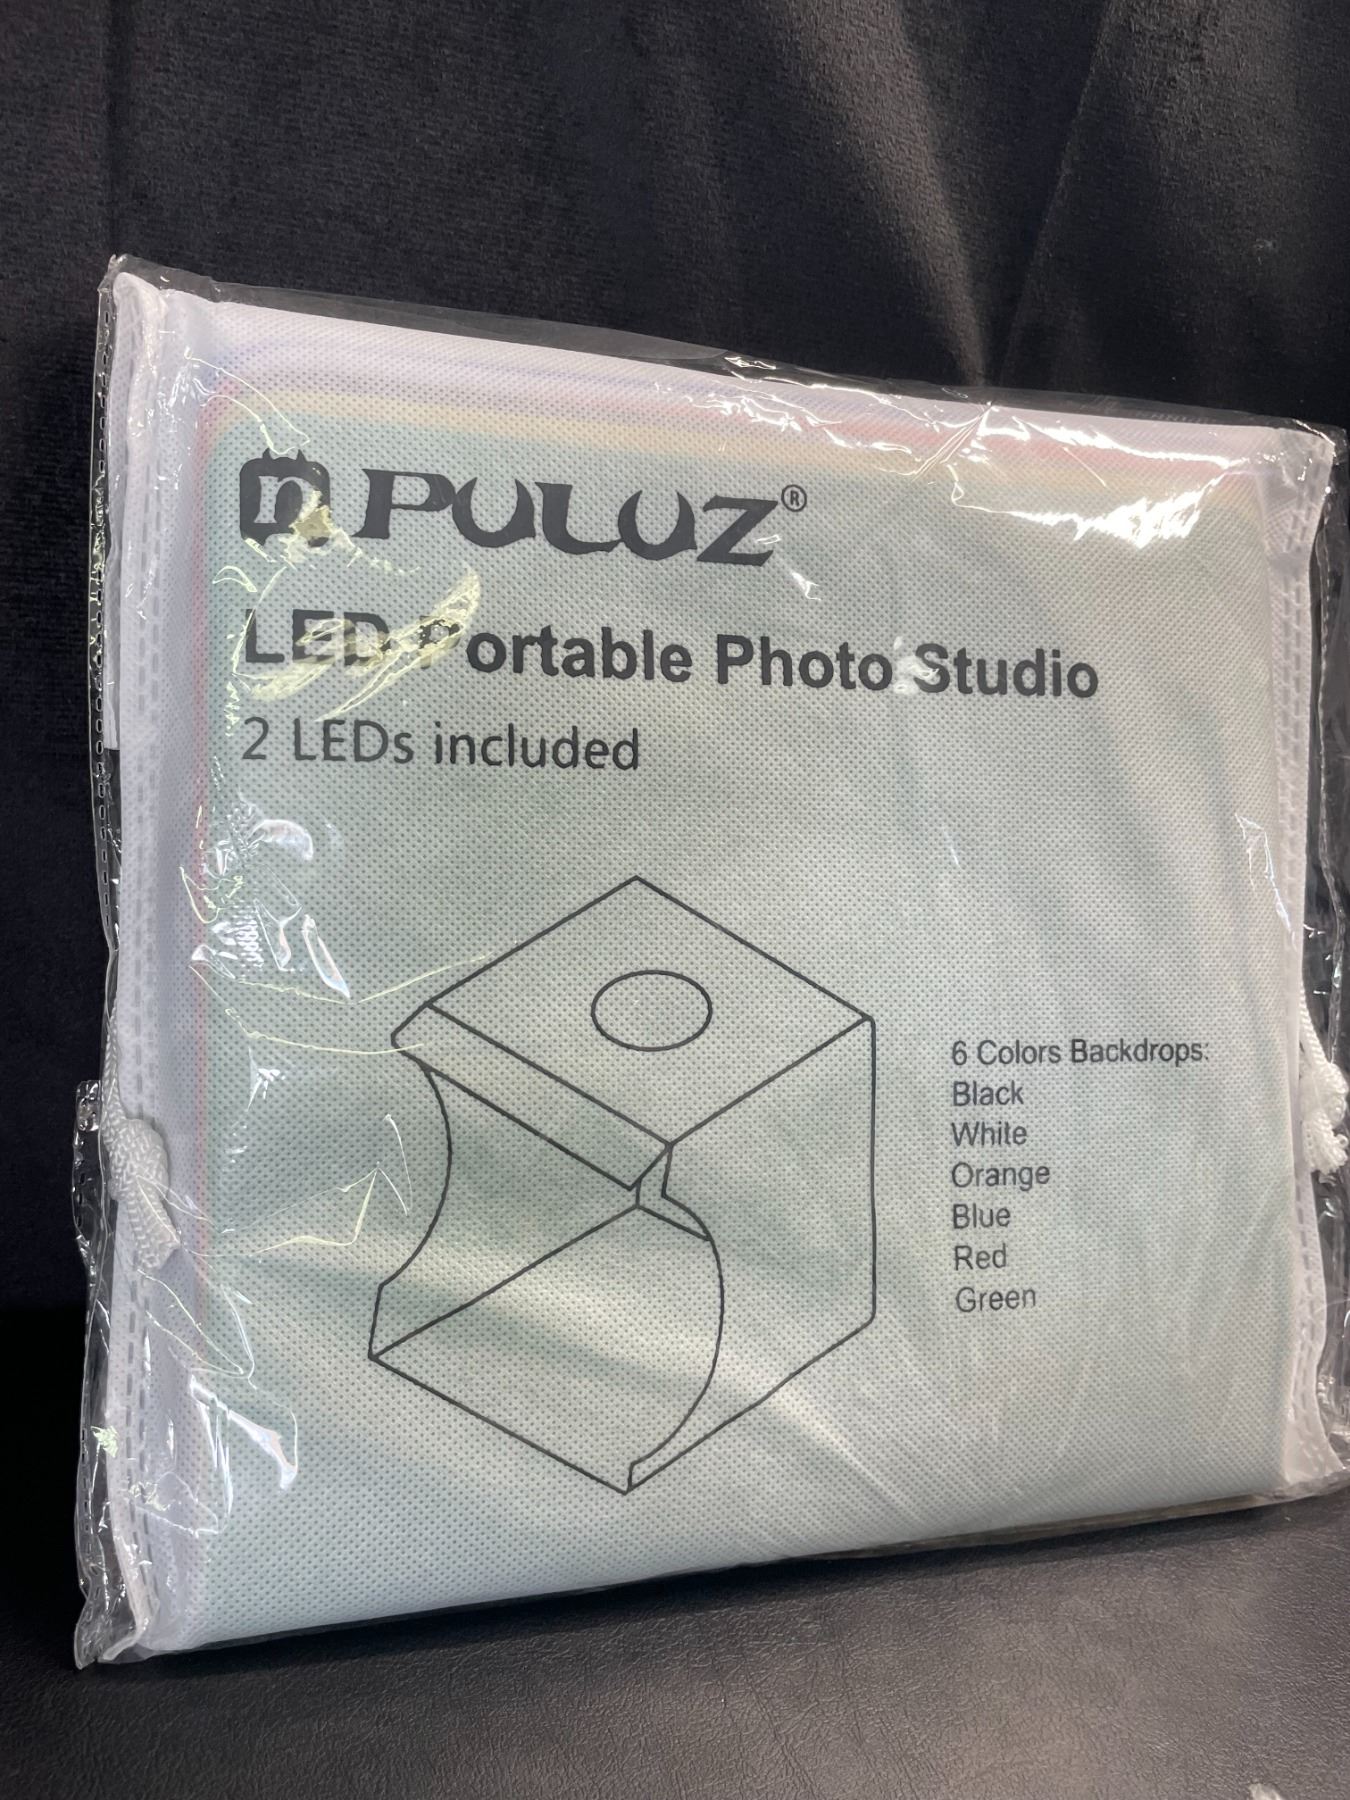 n PULUZ®
LED Portable Photo Studio
2 LEDs included
6 Colors Backdrops:
Black
White
Orange
Blue
Red
Green